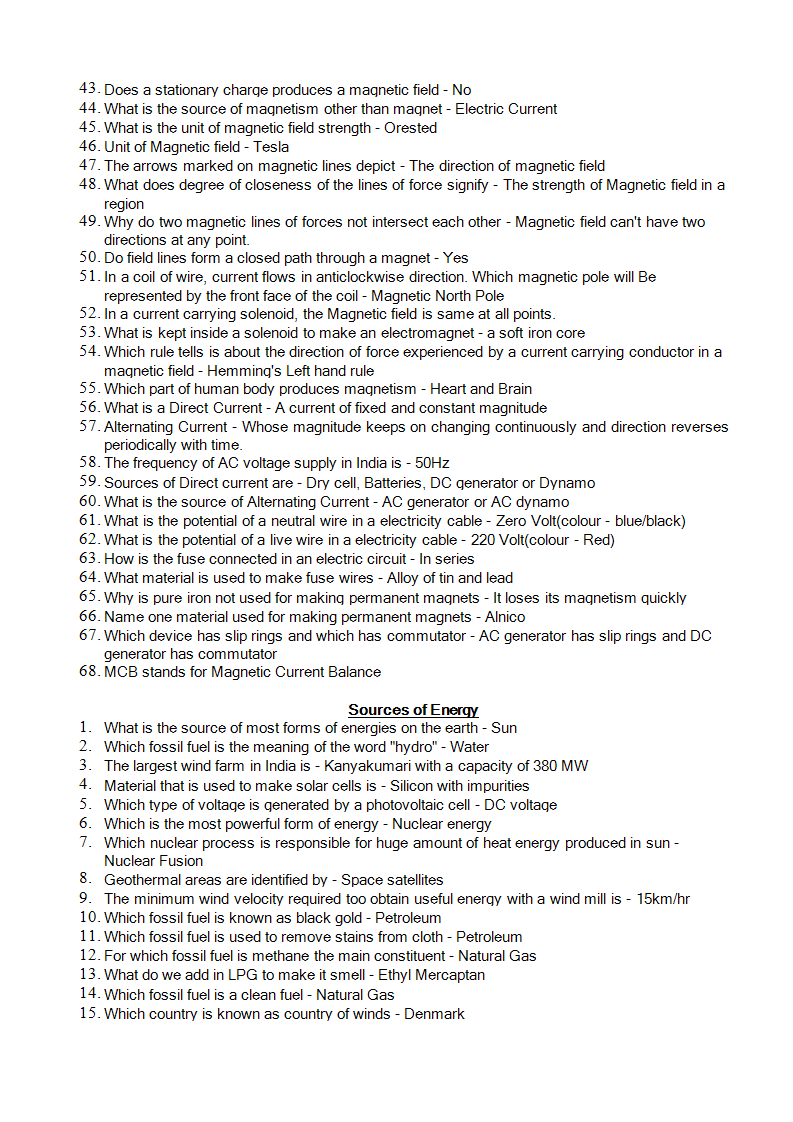 43. Does a stationary charge produces a magnetic field - No
44. What is the source of magnetism other than magnet - Electric Current
45. What is the unit of magnetic field strength - Orested
46. Unit of Magnetic field - Tesla
47. The arrows marked on magnetic lines depict - The direction of magnetic field
48. What does degree of closeness of the lines of force signify - The strength of Magnetic field in a
region
49. Why do two magnetic lines of forces not intersect each other - Magnetic field can't have two
directions at any point.
50. Do field lines form a closed path through a magnet - Yes
51. In a coil of wire, current flows in anticlockwise direction. Which magnetic pole will Be
represented by the front face of the coil - Magnetic North Pole
52. In a current carrying solenoid, the Magnetic field is same at all points.
53. What is kept inside a solenoid to make an electromagnet - a soft iron core
54. Which rule tells is about the direction of force experienced by a current carrying conductor in a
magnetic field - Hemming's Left hand rule
55. Which part of human body produces magnetism - Heart and Brain
56. What is a Direct Current - A current of fixed and constant magnitude
57. Alternating Current - Whose magnitude keeps on changing continuously and direction reverses
periodically with time.
58. The frequency of AC voltage supply in India is - 50Hz
59. Sources of Direct current are - Dry cell, Batteries, DC generator or Dynamo
60. What is the source of Alternating Current - AC generator or AC dynamo
61. What is the potential of a neutral wire in a electricity cable - Zero Volt(colour - blue/black)
62. What is the potential of a live wire in a electricity cable - 220 Volt(colour - Red)
63. How is the fuse connected in an electric circuit - In series
64. What material is used to make fuse wires - Alloy of tin and lead
65. Why is pure iron not used for making permanent magnets - It loses its magnetism quickly
66. Name one material used for making permanent magnets - Alnico
67. Which device has slip rings and which has commutator - AC generator has slip rings and DC
generator has commutator
68. MCB stands for Magnetic Current Balance
Sources of Energy
1. What is the source of most forms of energies on the earth - Sun
2. Which fossil fuel is the meaning of the word "hydro" - Water
3. The largest wind farm in India is - Kanyakumari with a capacity of 380 MW
4. Material that is used to make solar cells is - Silicon with impurities
5. Which type of voltage is generated by a photovoltaic cell - DC voltage
6. Which is the most powerful form of energy - Nuclear energy
7. Which nuclear process is responsible for huge amount of heat energy produced in sun -
Nuclear Fusion
8. Geothermal areas are identified by - Space satellites
9. The minimum wind velocity required too obtain useful energy with a wind mill is - 15km/hr
10. Which fossil fuel is known as black gold - Petroleum
11. Which fossil fuel is used to remove stains from cloth - Petroleum
12. For which fossil fuel is methane the main constituent - Natural Gas
13. What do we add in LPG to make it smell - Ethyl Mercaptan
14. Which fossil fuel is a clean fuel - Natural Gas
15. Which country is known as country of winds - Denmark